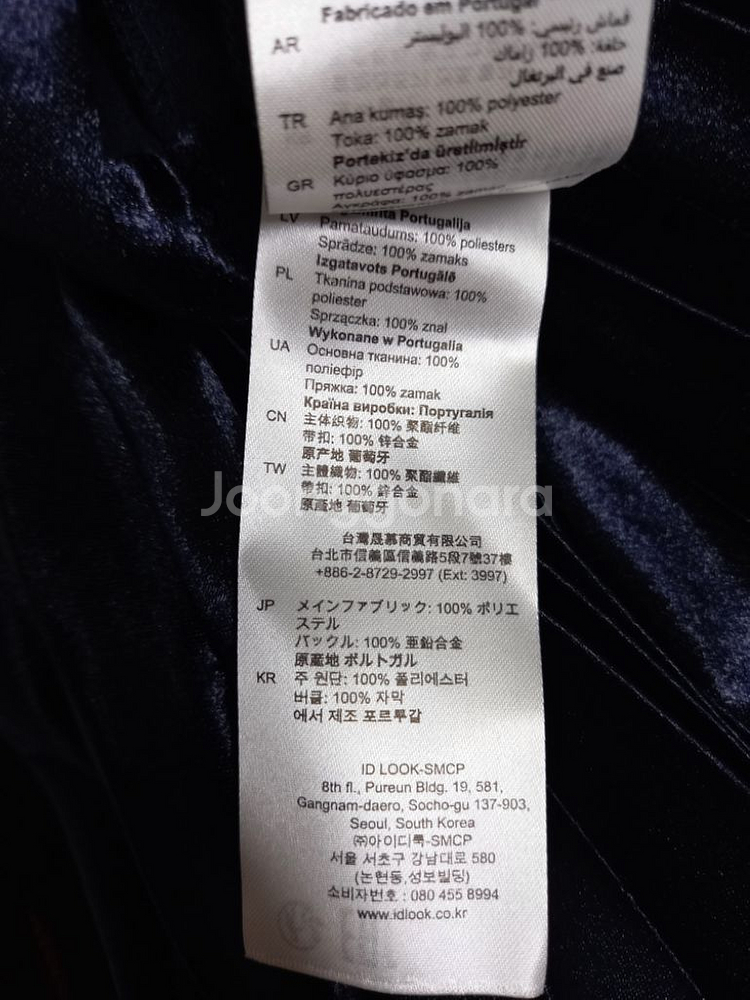 Fabricado em Portugal
AR
قماش رئيسي: 100% البوليستر
حلقة: 100% زاماك
صنع في البرتغال
TR Ana kumaş: 100% polyester
Toka: 100% zamak
Portekiz'da üretilmiştir
GR Κύριο ύφασμα: 100%
πολυεστέρας
Αγκράφα: 100% zamak
LV Portugalija
Pamataudums: 100% poliesters
Sprādze: 100% zamaks
Izgatavots Portugālē
PL Tkanina podstawowa: 100%
poliester
Sprzączka: 100% znal
Wykonane w Portugalia
UA Основна тканина: 100%
поліефір
Пряжка: 100% zamak
Країна виробки: Португалія
CN 主体织物: 100% 聚酯纤维
带扣: 100% 锌合金
原产地 葡萄牙
TW 主體織物: 100% 聚酯纖維
帶扣: 100% 鋅合金
原產地 葡萄牙
Joonggonara
台灣晟慕商貿有限公司
台北市信義區信義路5段7號37樓
+886-2-8729-2997 (Ext: 3997)
JP メインファブリック: 100% ポリエ
ステル
バックル: 100% 亜鉛合金
原産地 ポルトガル
KR 주 원단: 100% 폴리에스터
버클: 100% 자막
에서 제조 포르투갈
ID LOOK-SMCP
8th fl., Pureun Bldg. 19, 581,
Gangnam-daero, Socho-gu 137-903,
Seoul, South Korea
㈜아이디룩-SMCP
서울 서초구 강남대로 580
(논현동,성보빌딩)
소비자번호 : 080 455 8994
www.idlook.co.kr